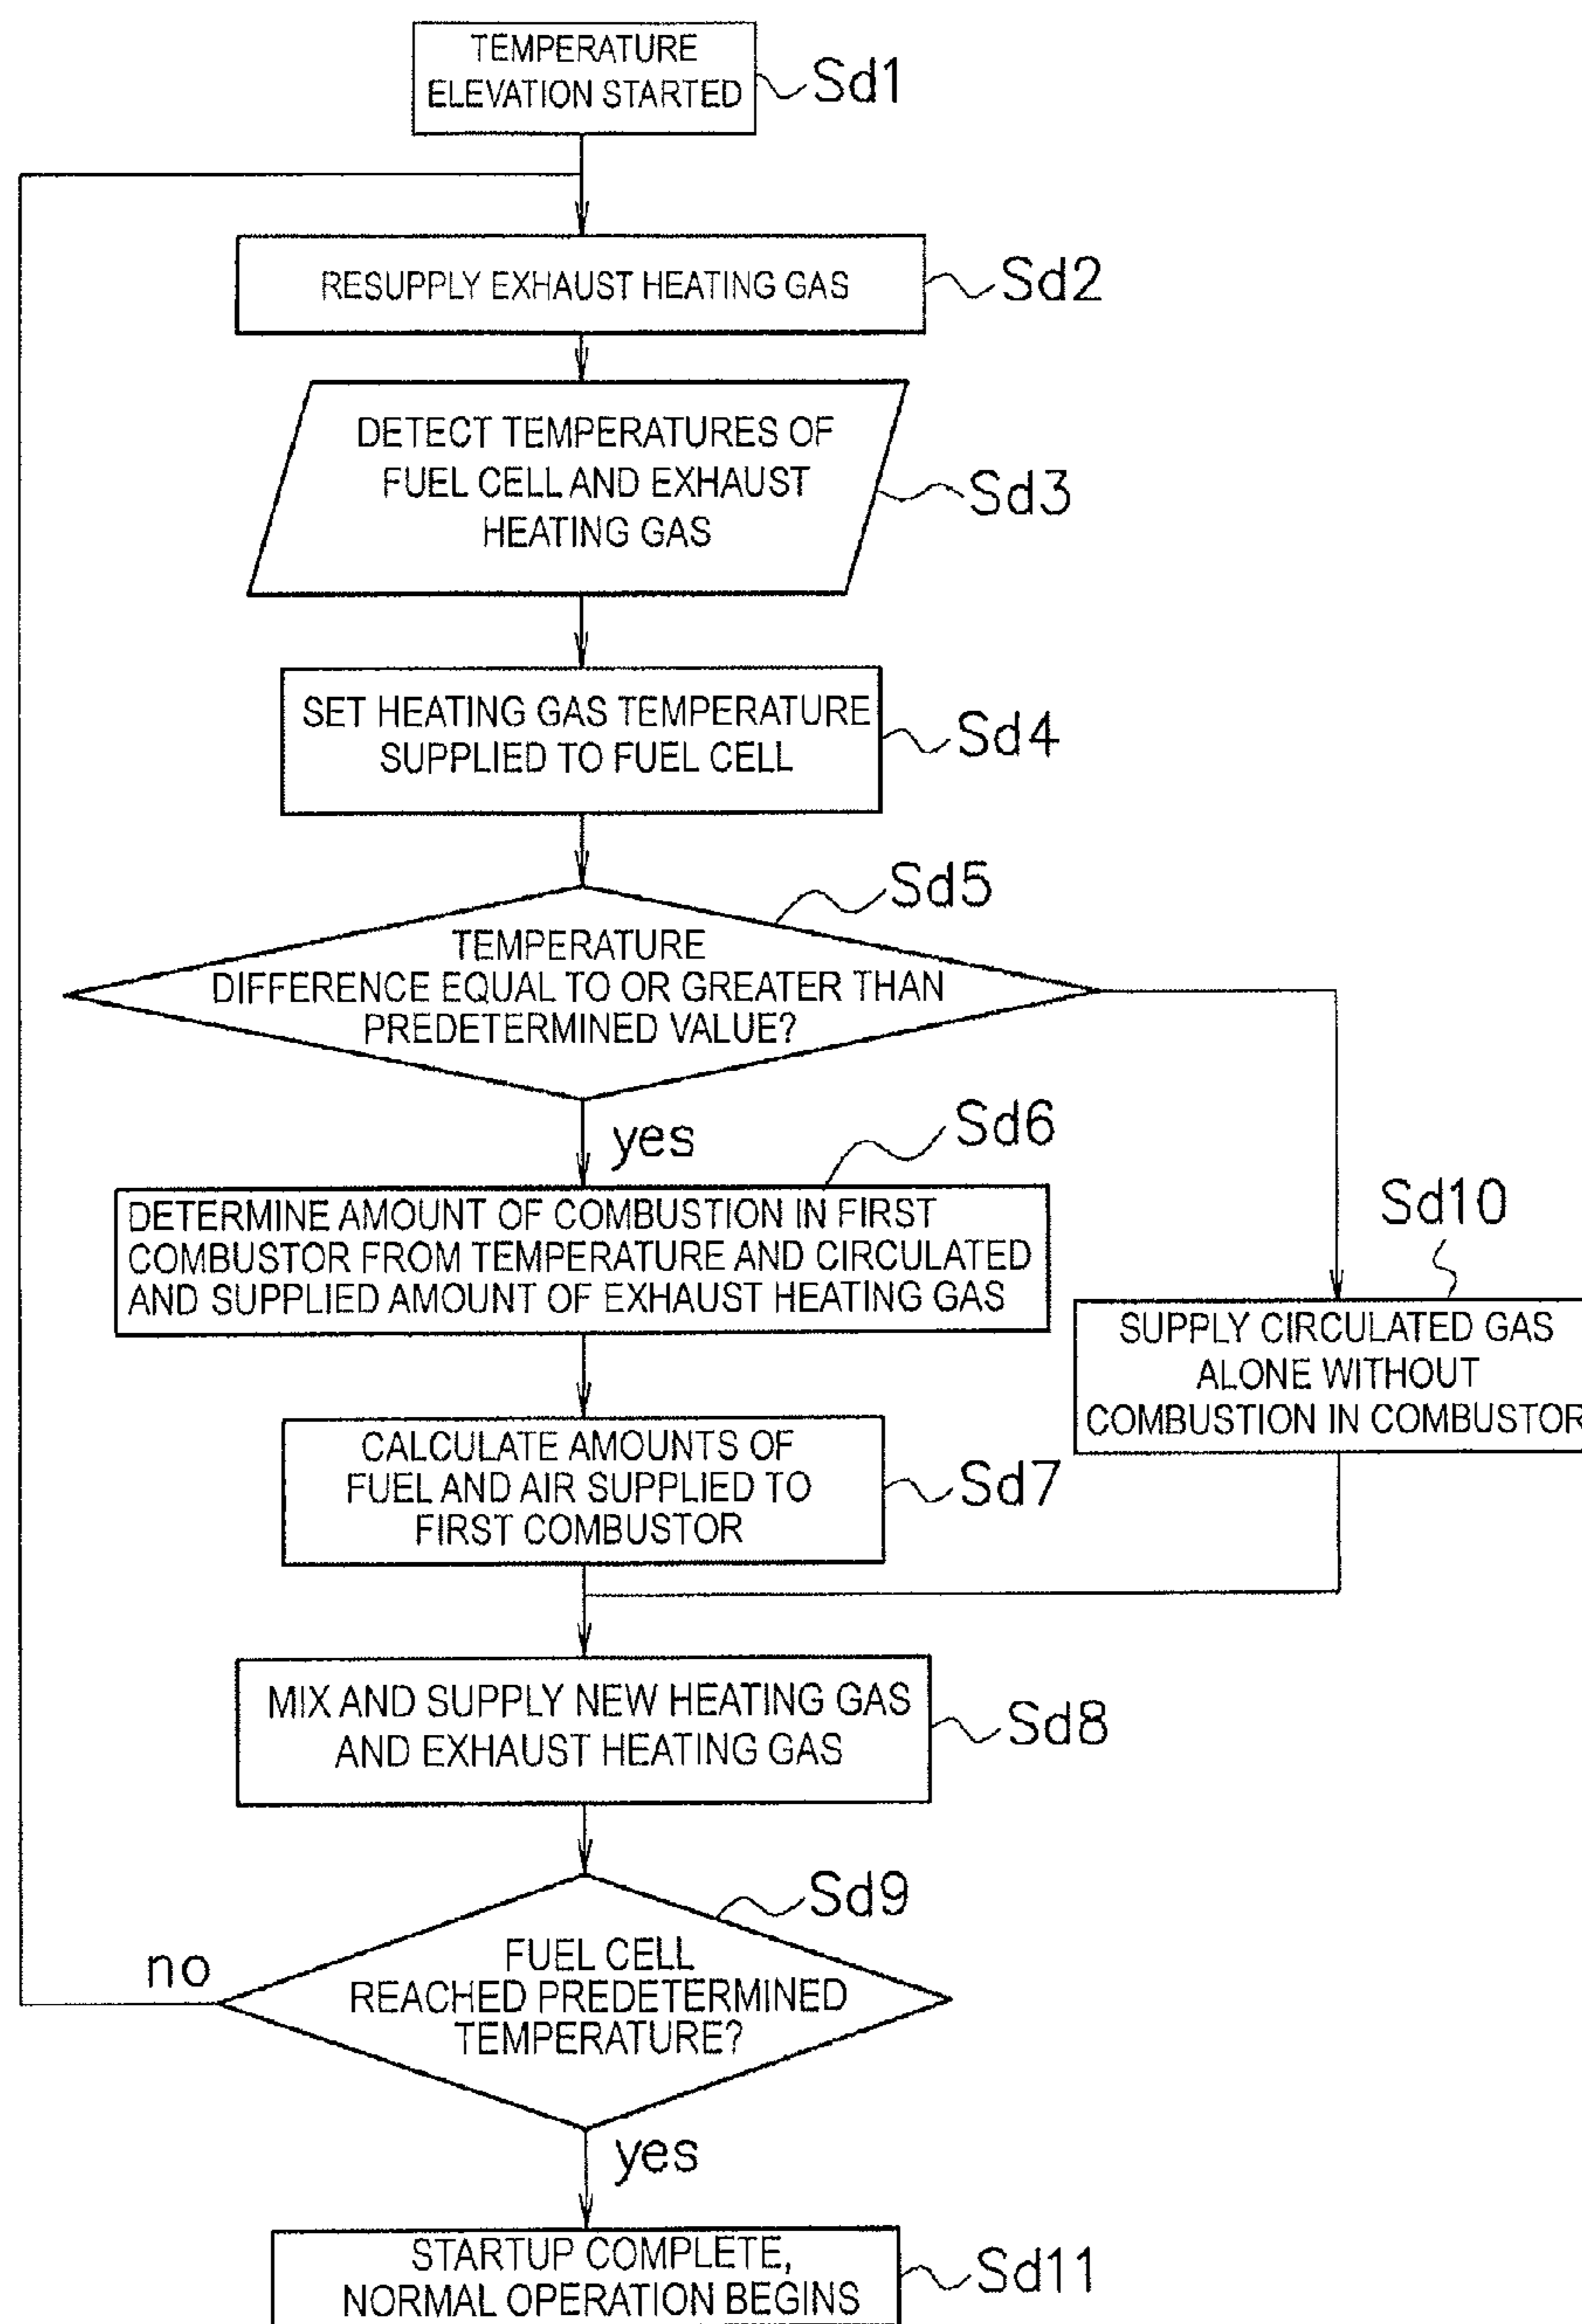 TEMPERATURE
ELEVATION STARTED
Sd1
RESUPPLY EXHAUST HEATING GAS
Sd2
DETECT TEMPERATURES OF
FUEL CELL AND EXHAUST
HEATING GAS
Sd3
SET HEATING GAS TEMPERATURE
SUPPLIED TO FUEL CELL
Sd4
Sd5
TEMPERATURE
DIFFERENCE EQUAL TO OR GREATER THAN
PREDETERMINED VALUE?
yes
Sd6
DETERMINE AMOUNT OF COMBUSTION IN FIRST
COMBUSTOR FROM TEMPERATURE AND CIRCULATED
AND SUPPLIED AMOUNT OF EXHAUST HEATING GAS
Sd10
SUPPLY CIRCULATED GAS
ALONE WITHOUT
COMBUSTION IN COMBUSTOR
CALCULATE AMOUNTS OF
FUEL AND AIR SUPPLIED TO
FIRST COMBUSTOR
Sd7
MIX AND SUPPLY NEW HEATING GAS
AND EXHAUST HEATING GAS
Sd8
Sd9
FUEL CELL
REACHED PREDETERMINED
TEMPERATURE?
no
yes
STARTUP COMPLETE,
NORMAL OPERATION BEGINS
Sd11